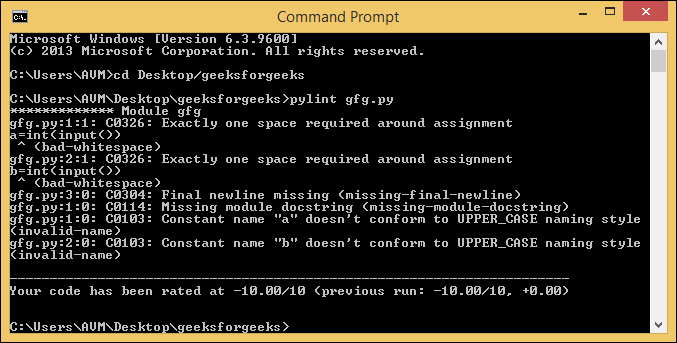 Command Prompt
Microsoft Windows [Version 6.3.9600]
(c) 2013 Microsoft Corporation. All rights reserved.
C:\Users\AVM>cd Desktop/geeksforgeeks
C:\Users\AVM\Desktop\geeksforgeeks>pylint gfg.py
************* Module gfg
gfg.py:1:1: C0326: Exactly one space required around assignment
a=int(input())
 ^ (bad-whitespace)
gfg.py:2:1: C0326: Exactly one space required around assignment
b=int(input())
 ^ (bad-whitespace)
gfg.py:3:0: C0304: Final newline missing (missing-final-newline)
gfg.py:1:0: C0114: Missing module docstring (missing-module-docstring)
gfg.py:1:0: C0103: Constant name "a" doesn't conform to UPPER_CASE naming style
(invalid-name)
gfg.py:2:0: C0103: Constant name "b" doesn't conform to UPPER_CASE naming style
(invalid-name)
----------------------------------------------------------------------
Your code has been rated at -10.00/10 (previous run: -10.00/10, +0.00)
C:\Users\AVM\Desktop\geeksforgeeks>